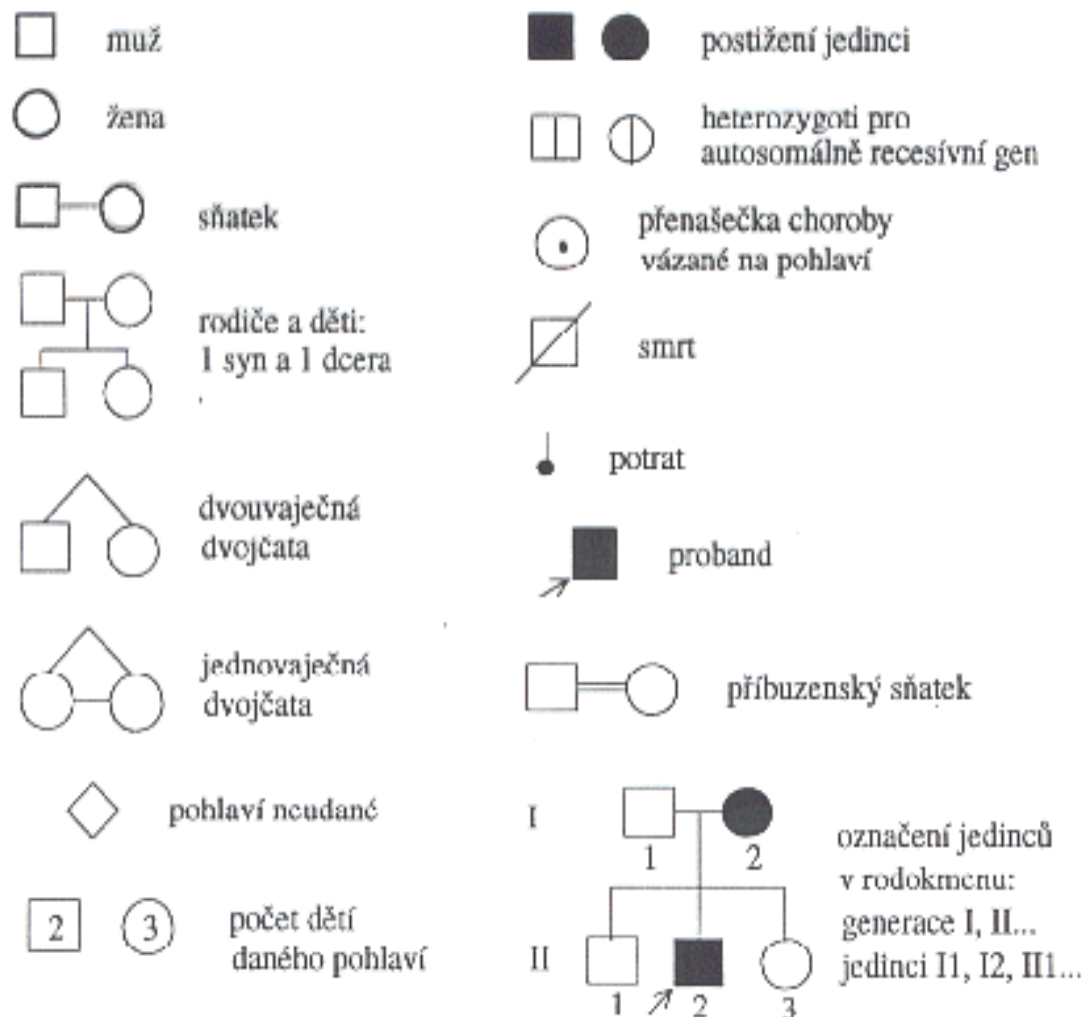 muž
žena
sňatek
rodiče a děti:
1 syn a 1 dcera
dvouvaječná
dvojčata
jednovaječná
dvojčata
pohlaví neudané
2 3 počet dětí
daného pohlaví
postižení jedinci
heterozygoti pro
autosomálně recesívní gen
přenašečka choroby
vázané na pohlaví
smrt
potrat
proband
příbuzenský sňatek
I
1 2
II
1 2 3
označení jedinců
v rodokmenu:
generace I, II...
jedinci I1, I2, II1...